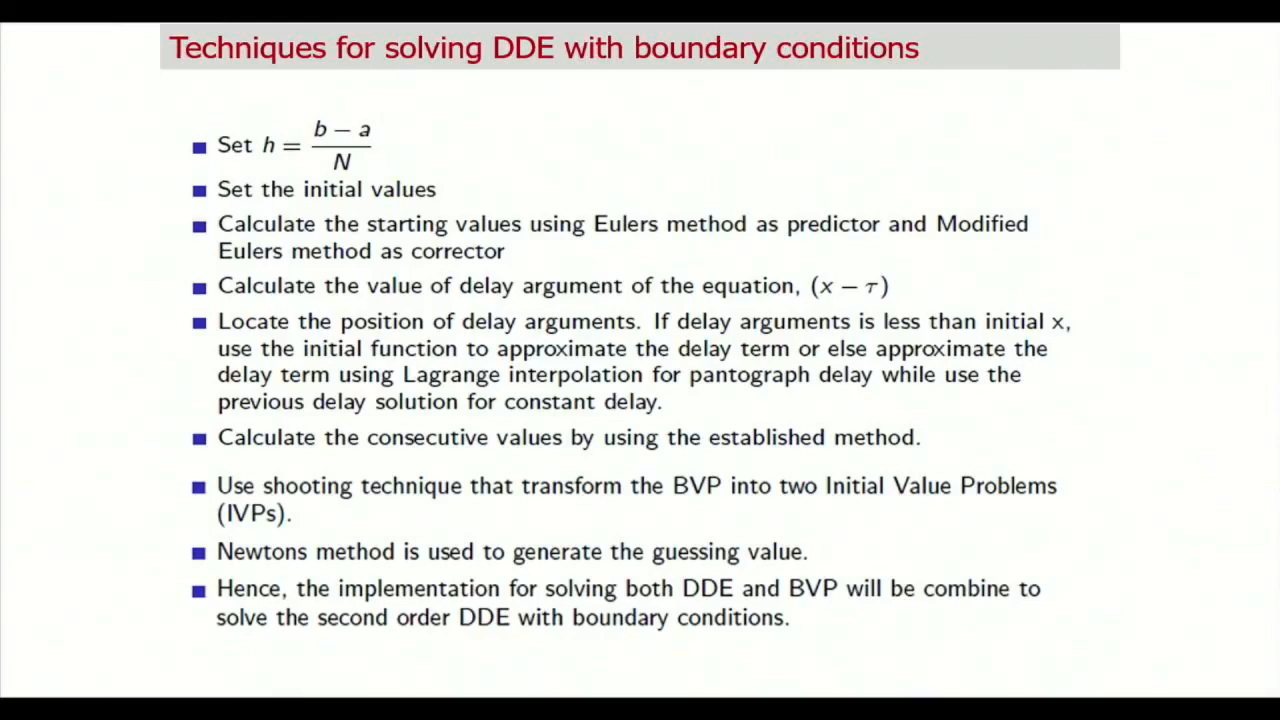 Techniques for solving DDE with boundary conditions
Set h = (b − a)/N
Set the initial values
Calculate the starting values using Eulers method as predictor and Modified
Eulers method as corrector
Calculate the value of delay argument of the equation, (x − τ)
Locate the position of delay arguments. If delay arguments is less than initial x,
use the initial function to approximate the delay term or else approximate the
delay term using Lagrange interpolation for pantograph delay while use the
previous delay solution for constant delay.
Calculate the consecutive values by using the established method.
Use shooting technique that transform the BVP into two Initial Value Problems
(IVPs).
Newtons method is used to generate the guessing value.
Hence, the implementation for solving both DDE and BVP will be combine to
solve the second order DDE with boundary conditions.